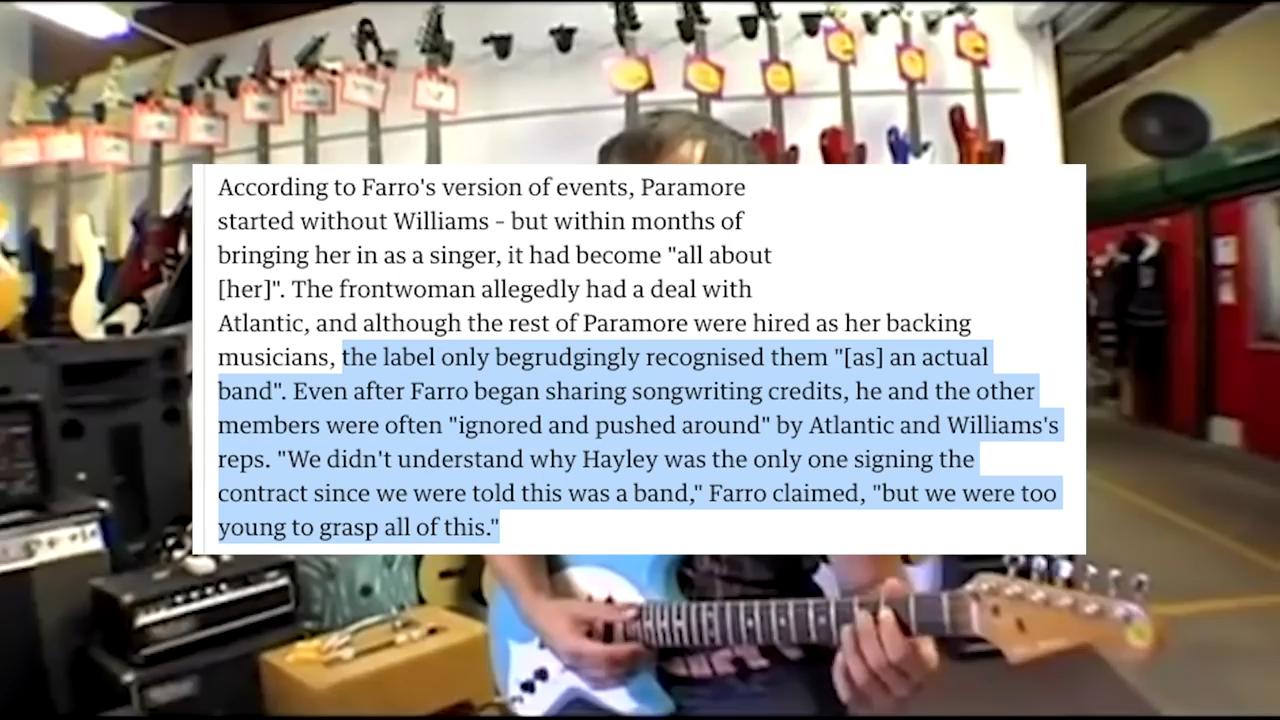 According to Farro's version of events, Paramore
started without Williams – but within months of
bringing her in as a singer, it had become "all about
[her]". The frontwoman allegedly had a deal with
Atlantic, and although the rest of Paramore were hired as her backing
musicians, the label only begrudgingly recognised them "[as] an actual
band". Even after Farro began sharing songwriting credits, he and the other
members were often "ignored and pushed around" by Atlantic and Williams's
reps. "We didn't understand why Hayley was the only one signing the
contract since we were told this was a band," Farro claimed, "but we were too
young to grasp all of this."